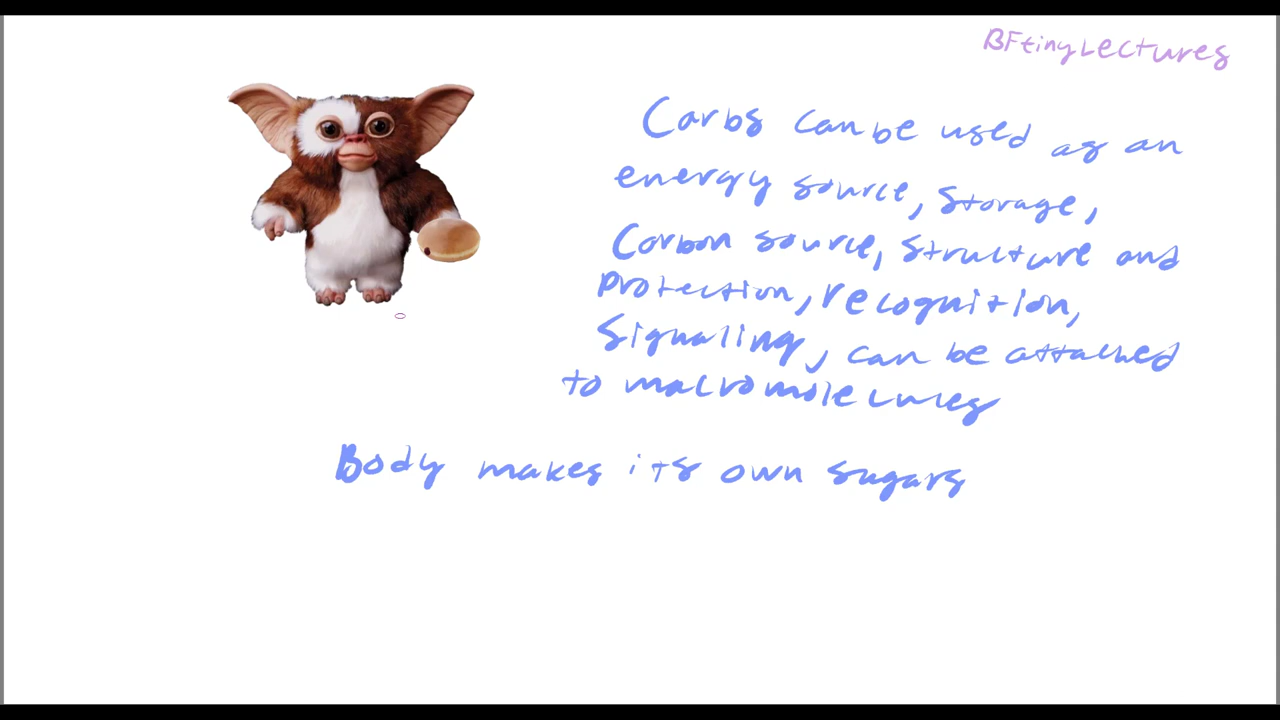 BFtinyLectures
Carbs can be used as an
energy source, storage,
Carbon source, structure and
protection, recognition,
signaling, can be attached
to macromolecules
Body makes its own sugars